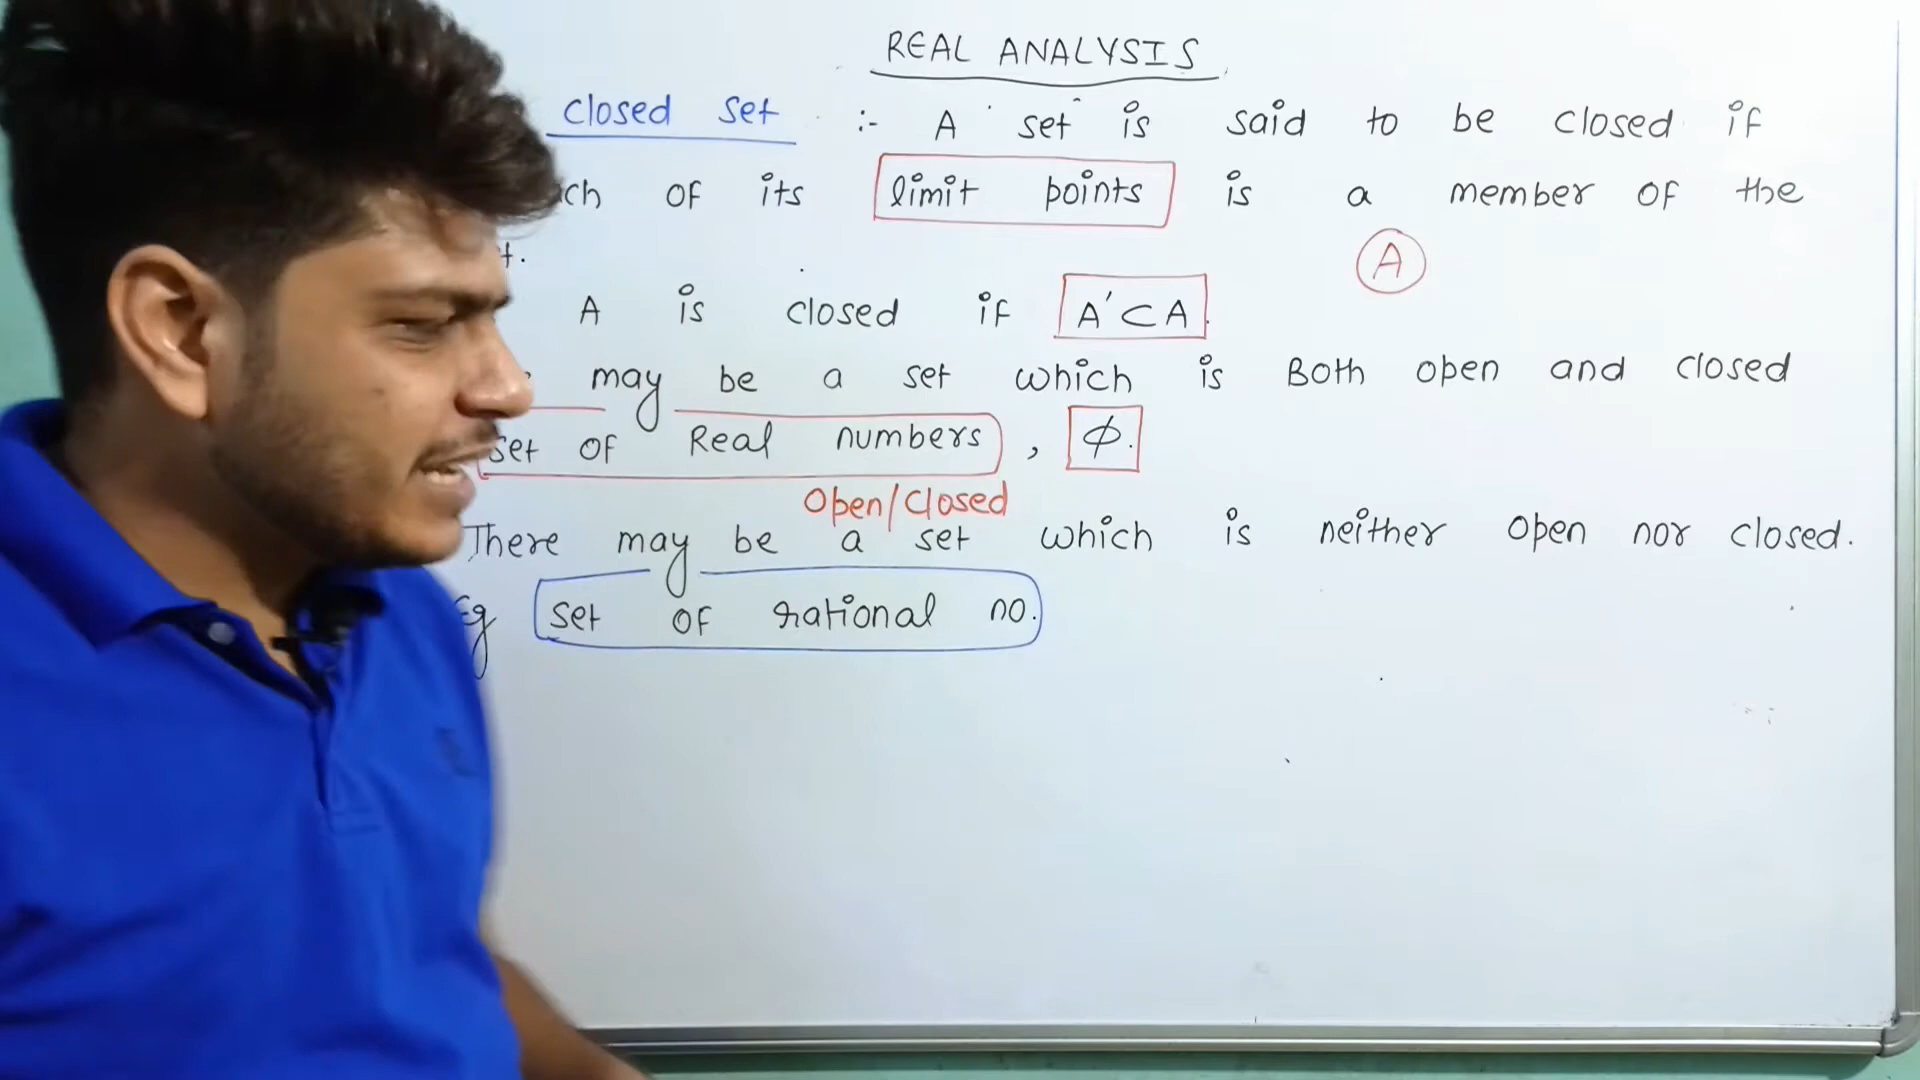 REAL ANALYSIS
closed set :- A set is said to be closed if
of its limit points is a member of the
A
A is closed if A' ⊂ A.
may be a set which is Both open and closed
set of Real numbers , ϕ.
Open/Closed
There may be a set which is neither open nor closed.
Eg set of rational no.